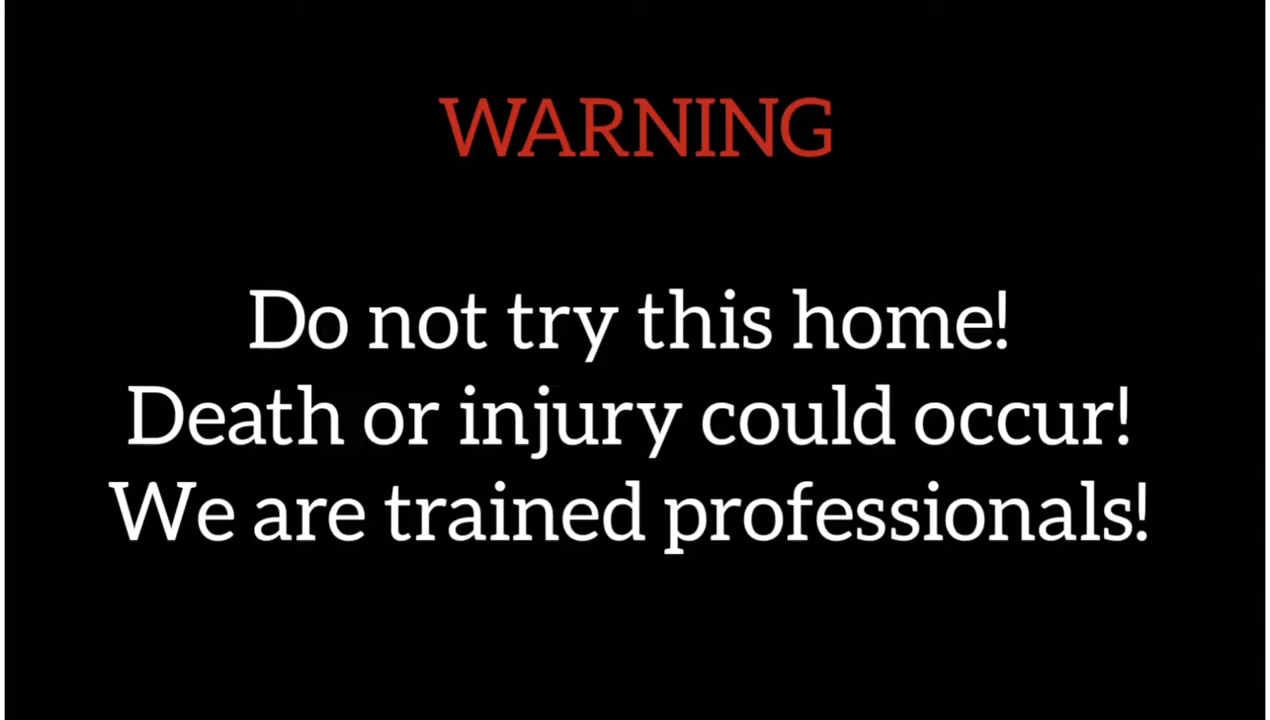 WARNING
Do not try this home!
Death or injury could occur!
We are trained professionals!